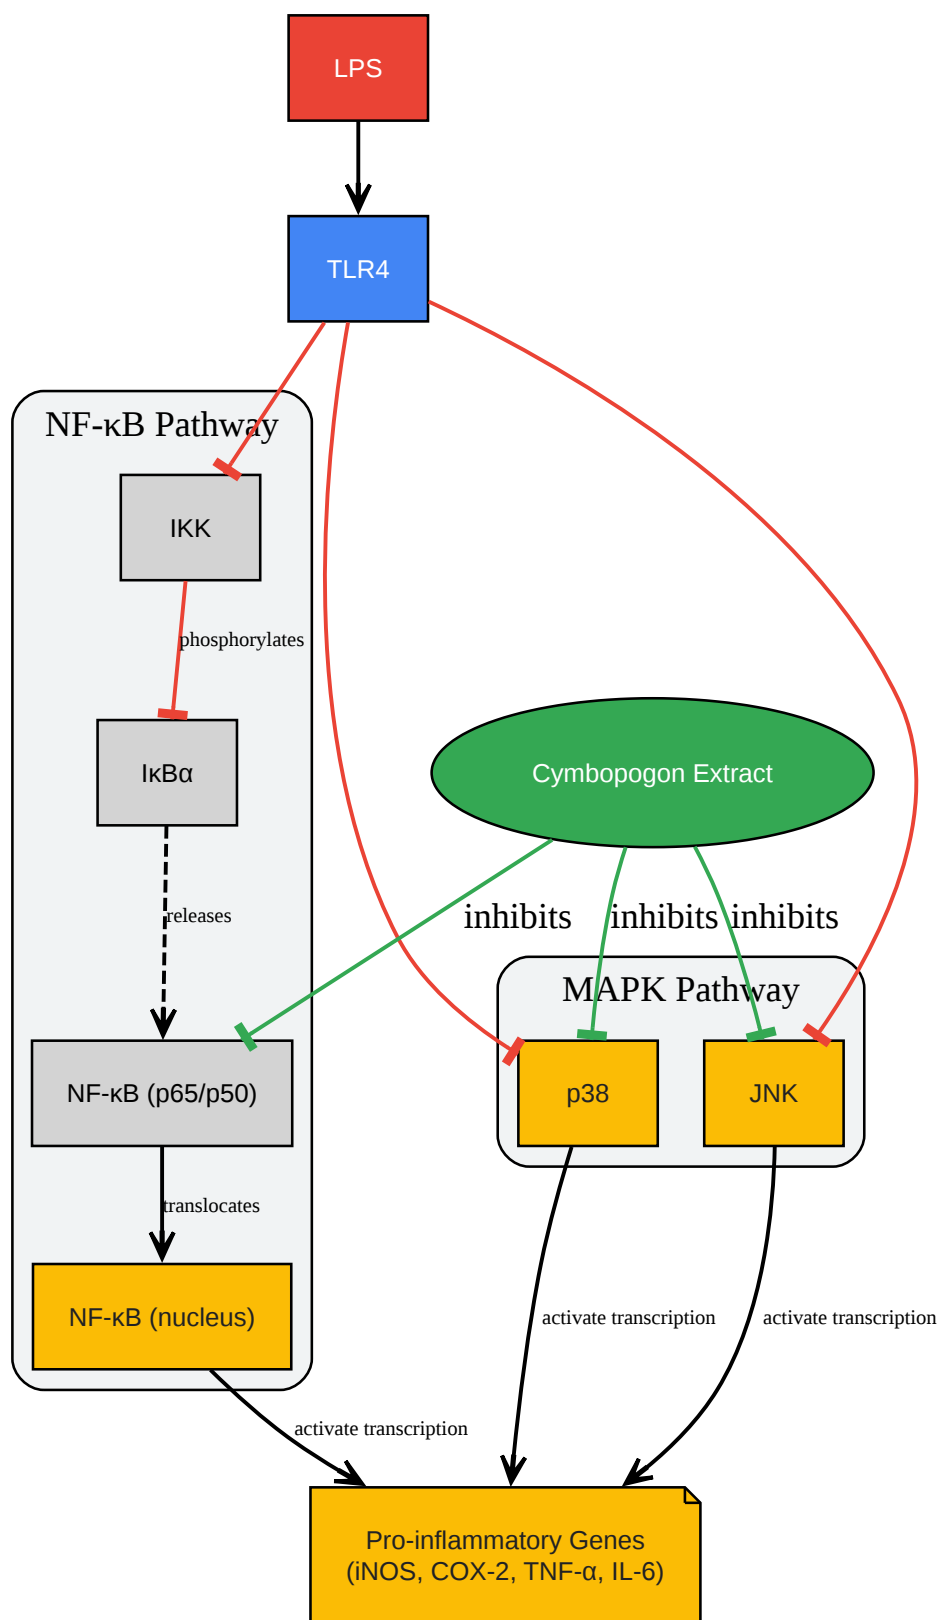 LPS
TLR4
NF-κB Pathway
IKK
phosphorylates
IκBα
Cymbopogon Extract
releases
inhibits
inhibits
inhibits
MAPK Pathway
NF-κB (p65/p50)
p38
JNK
translocates
NF-κB (nucleus)
activate transcription
activate transcription
activate transcription
Pro-inflammatory Genes
(iNOS, COX-2, TNF-α, IL-6)